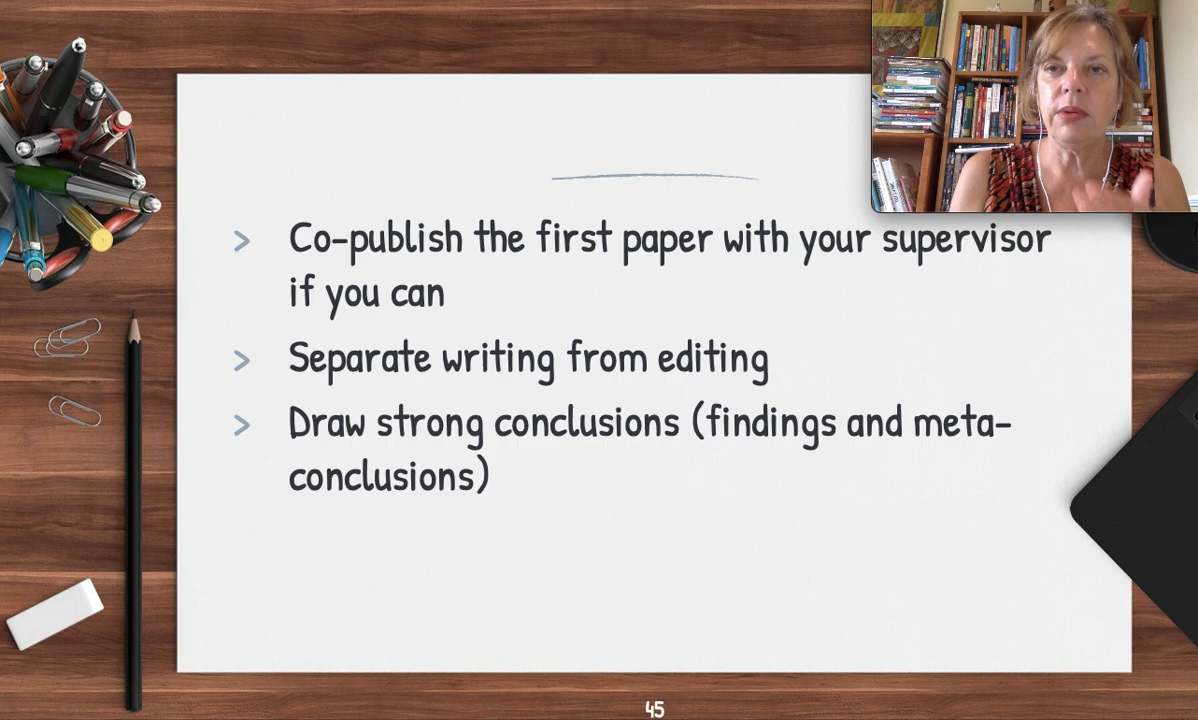 > Co-publish the first paper with your supervisor
if you can
> Separate writing from editing
> Draw strong conclusions (findings and meta-
conclusions)
45